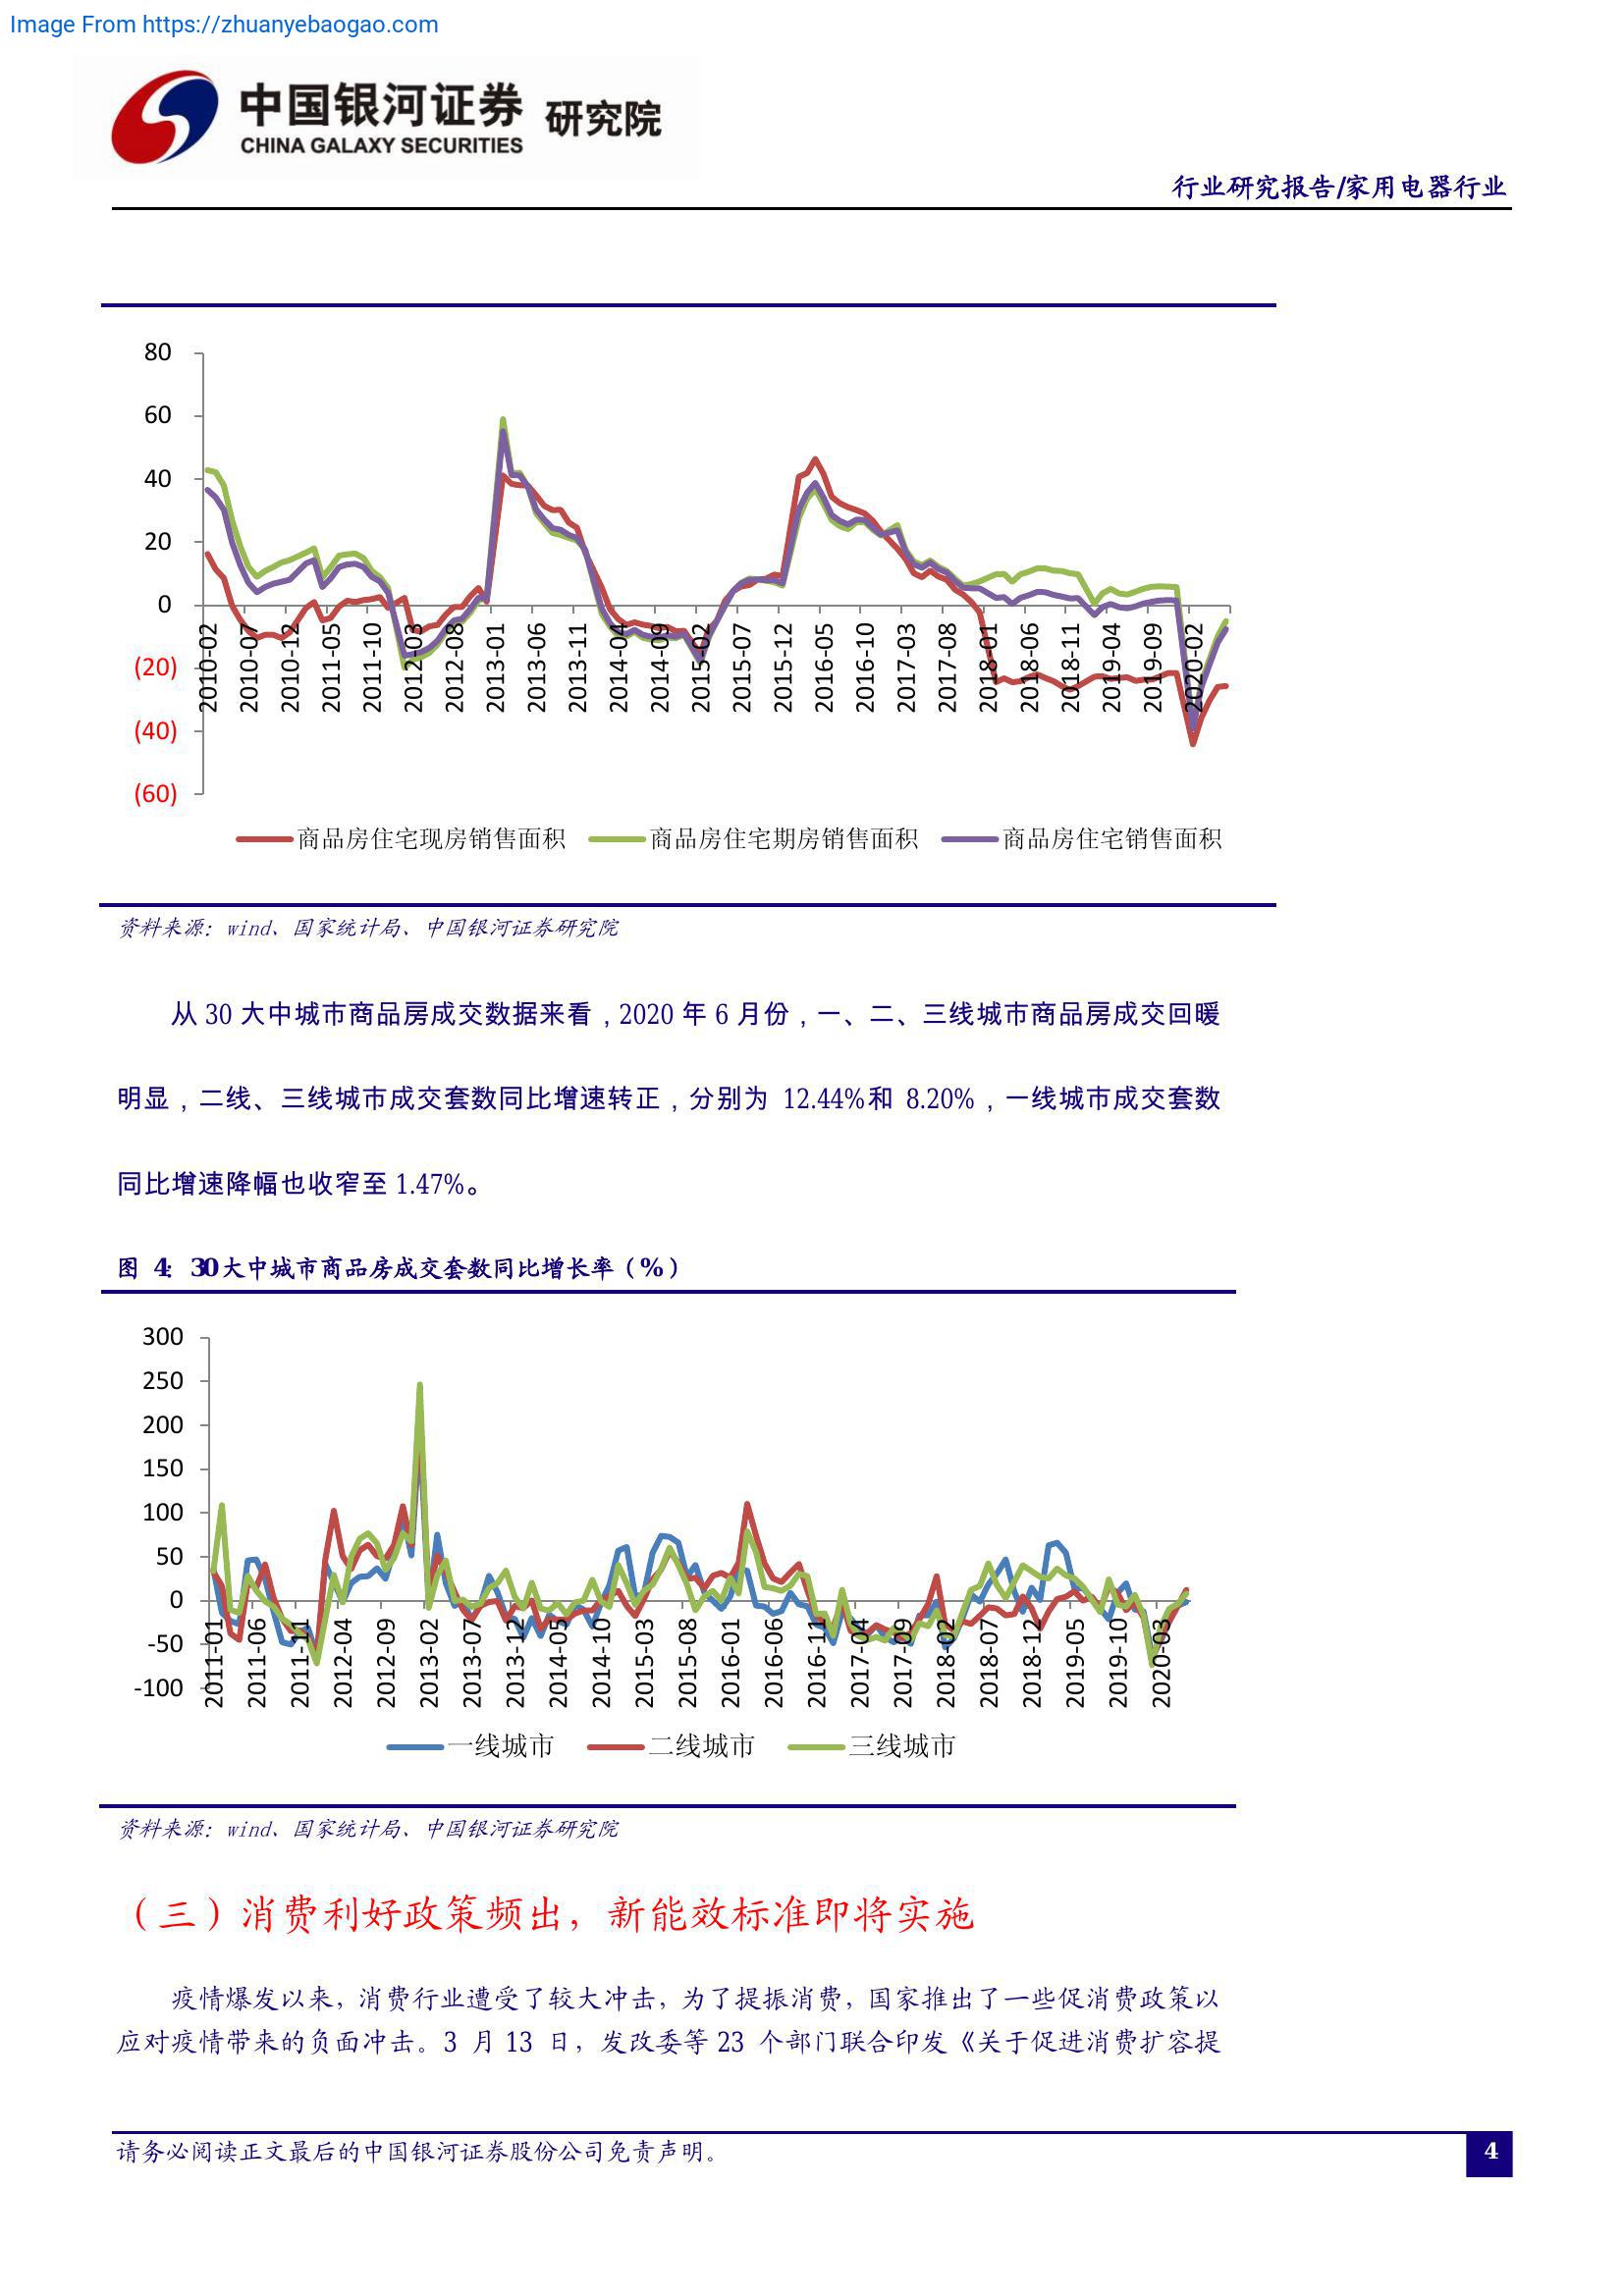 Image From https://zhuanyebaogao.com
中国银河证券 研究院
CHINA GALAXY SECURITIES
行业研究报告/家用电器行业
80
60
40
20
0
(20)
(40)
(60)
2010-02 2010-07 2010-12 2011-05 2011-10 2012-03 2012-08 2013-01 2013-06 2013-11 2014-04 2014-09 2015-02 2015-07 2015-12 2016-05 2016-10 2017-03 2017-08 2018-01 2018-06 2018-11 2019-04 2019-09 2020-02
商品房住宅现房销售面积 商品房住宅期房销售面积 商品房住宅销售面积
资料来源：wind、国家统计局、中国银河证券研究院
从 30 大中城市商品房成交数据来看，2020 年 6 月份，一、二、三线城市商品房成交回暖
明显，二线、三线城市成交套数同比增速转正，分别为 12.44%和 8.20%，一线城市成交套数
同比增速降幅也收窄至 1.47%。
图 4：30大中城市商品房成交套数同比增长率（%）
300
250
200
150
100
50
0
-50
-100
2011-01 2011-06 2011-11 2012-04 2012-09 2013-02 2013-07 2013-12 2014-05 2014-10 2015-03 2015-08 2016-01 2016-06 2016-11 2017-04 2017-09 2018-02 2018-07 2018-12 2019-05 2019-10 2020-03
一线城市 二线城市 三线城市
资料来源：wind、国家统计局、中国银河证券研究院
（三）消费利好政策频出，新能效标准即将实施
疫情爆发以来，消费行业遭受了较大冲击，为了提振消费，国家推出了一些促消费政策以
应对疫情带来的负面冲击。3 月 13 日，发改委等 23 个部门联合印发《关于促进消费扩容提
请务必阅读正文最后的中国银河证券股份公司免责声明。
4